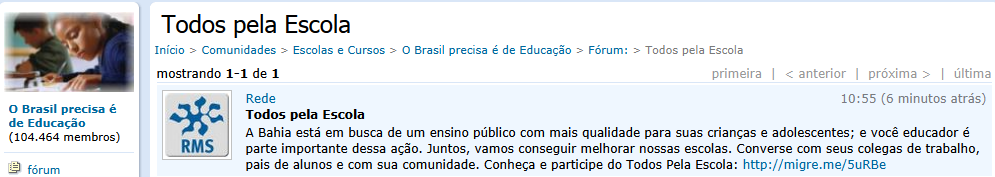 Todos pela Escola
Início > Comunidades > Escolas e Cursos > O Brasil precisa é de Educação > Fórum: > Todos pela Escola
mostrando 1-1 de 1
primeira | < anterior | próxima > | última
O Brasil precisa é
de Educação
(104.464 membros)
fórum
RMS
Rede
10:55 (6 minutos atrás)
Todos pela Escola
A Bahia está em busca de um ensino público com mais qualidade para suas crianças e adolescentes; e você educador é
parte importante dessa ação. Juntos, vamos conseguir melhorar nossas escolas. Converse com seus colegas de trabalho,
pais de alunos e com sua comunidade. Conheça e participe do Todos Pela Escola: http://migre.me/5uRBe